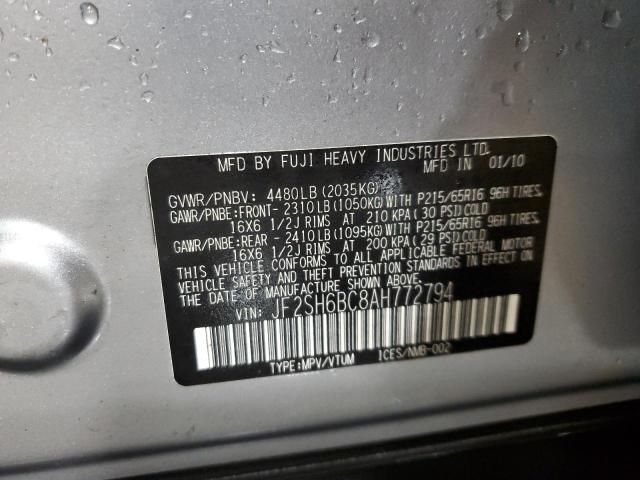 MFD BY FUJI HEAVY INDUSTRIES LTD.
MFD IN 01/10
GVWR/PNBV: 4480LB(2035KG)
GAWR/PNBE:FRONT- 2310LB(1050KG)WITH P215/65R16 96H TIRES.
16X6 1/2J RIMS AT 210 KPA(30 PSI)COLD
GAWR/PNBE:REAR - 2410LB(1095KG)WITH P215/65R16 96H TIRES.
16X6 1/2J RIMS AT 200 KPA(29 PSI)COLD
THIS VEHICLE CONFORMS TO ALL APPLICABLE FEDERAL MOTOR
VEHICLE SAFETY AND THEFT PREVENTION STANDARDS IN EFFECT ON
THE DATE OF MANUFACTURE SHOWN ABOVE.
VIN: JF2SH6BC8AH772794
TYPE:MPV/VTUM ICES/NMB-002